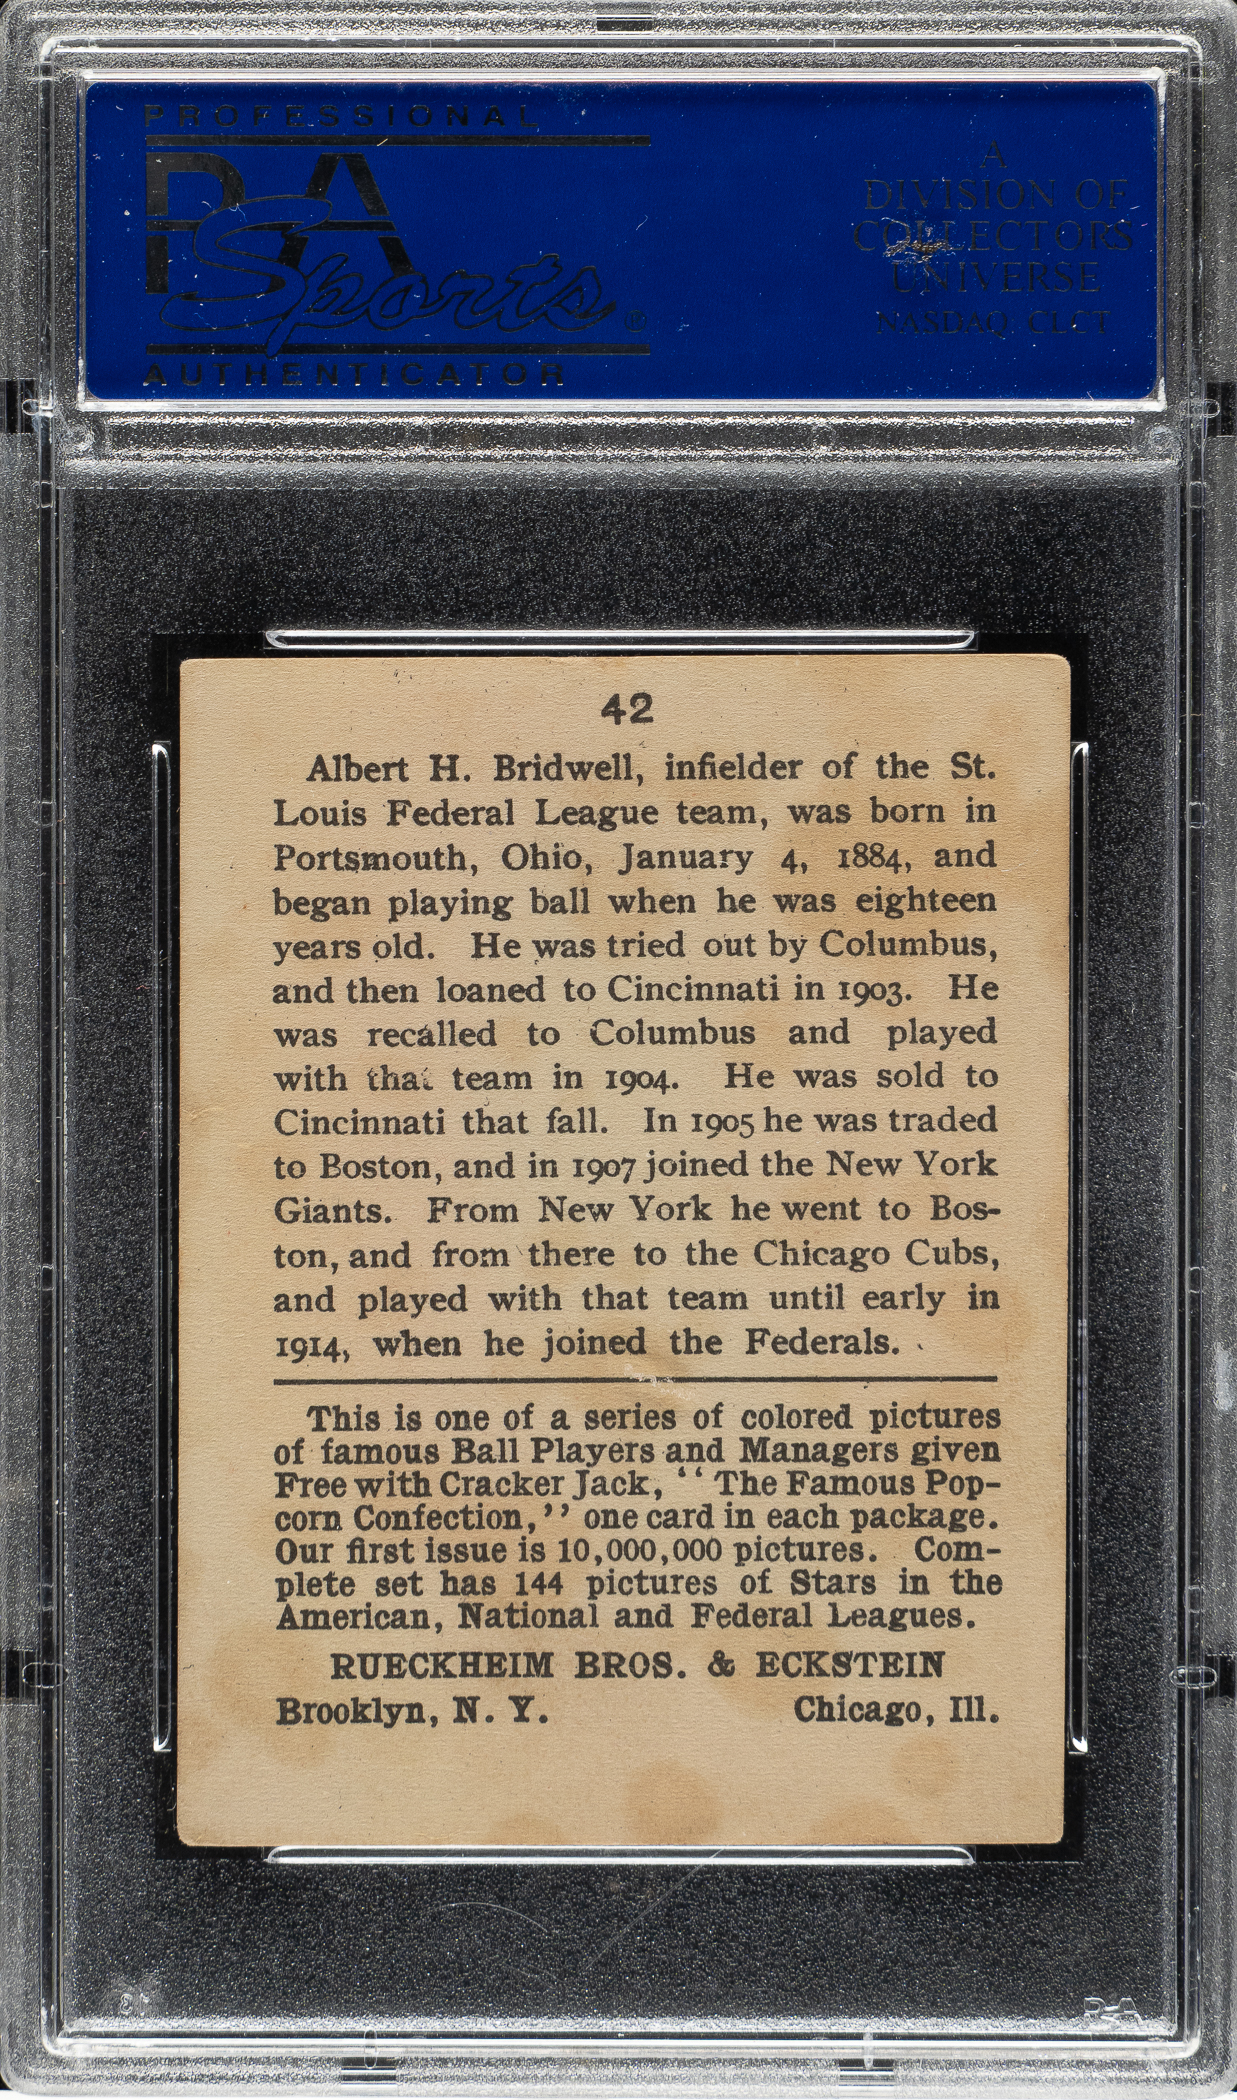 PROFESSIONAL
PSA
Sports®
AUTHENTICATOR
A
DIVISION OF
COLLECTORS
UNIVERSE
NASDAQ CLCT
42
Albert H. Bridwell, infielder of the St.
Louis Federal League team, was born in
Portsmouth, Ohio, January 4, 1884, and
began playing ball when he was eighteen
years old. He was tried out by Columbus,
and then loaned to Cincinnati in 1903. He
was recalled to Columbus and played
with that team in 1904. He was sold to
Cincinnati that fall. In 1905 he was traded
to Boston, and in 1907 joined the New York
Giants. From New York he went to Bos-
ton, and from there to the Chicago Cubs,
and played with that team until early in
1914, when he joined the Federals.
This is one of a series of colored pictures
of famous Ball Players and Managers given
Free with Cracker Jack, "The Famous Pop-
corn Confection," one card in each package.
Our first issue is 10,000,000 pictures. Com-
plete set has 144 pictures of Stars in the
American, National and Federal Leagues.
RUECKHEIM BROS. & ECKSTEIN
Brooklyn, N. Y. Chicago, Ill.
PSA